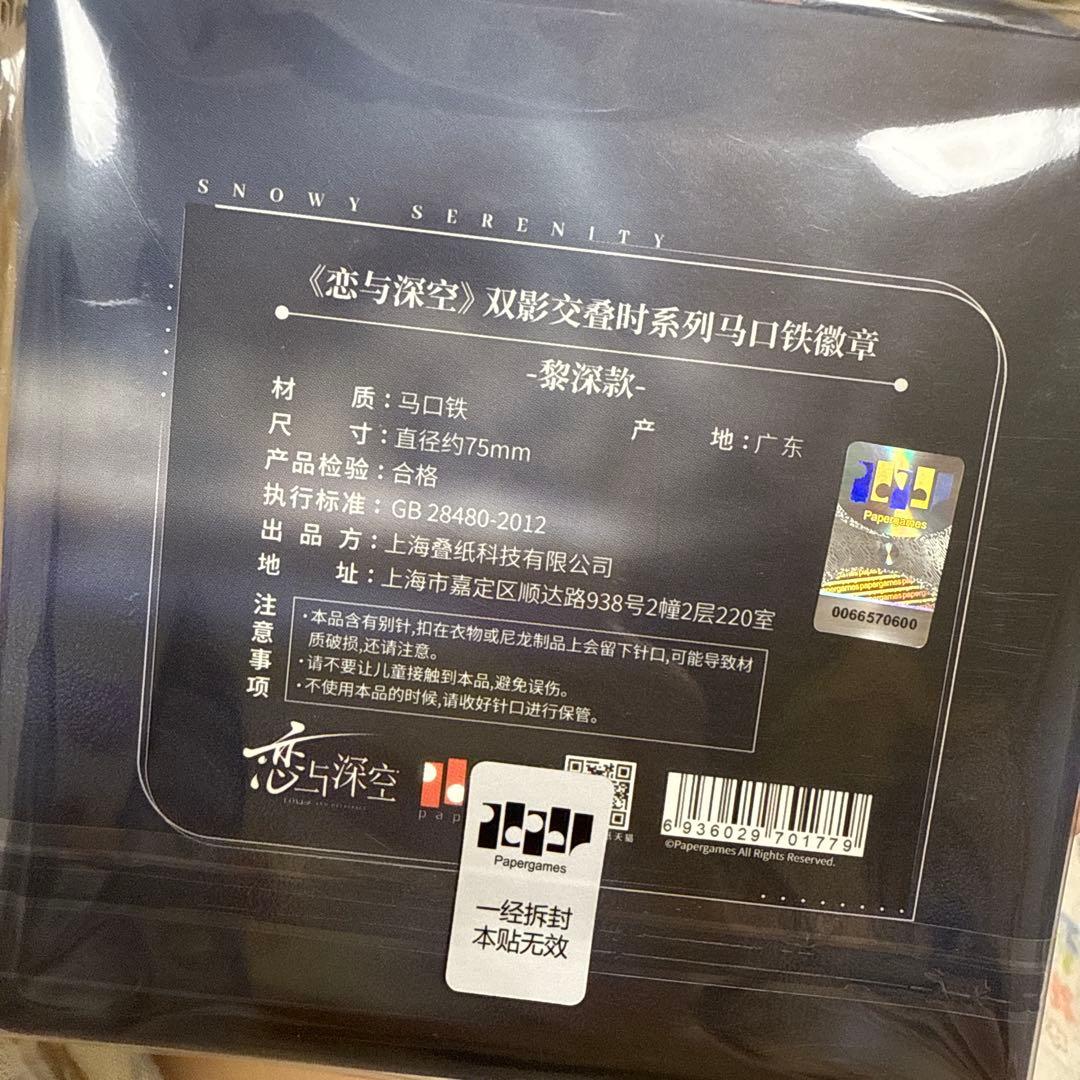 SNOWY SERENITY
《恋与深空》双影交叠时系列马口铁徽章
-黎深款-
材 质：马口铁
产 地：广东
尺 寸：直径约75mm
产品检验：合格
执行标准：GB 28480-2012
出 品 方：上海叠纸科技有限公司
地 址：上海市嘉定区顺达路938号2幢2层220室
注意事项
·本品含有别针,扣在衣物或尼龙制品上会留下针口,可能导致材
质破损,还请注意。
·请不要让儿童接触到本品,避免误伤。
·不使用本品的时候,请收好针口进行保管。
Papergames
0066570600
恋与深空
pap
天猫
6 936029 701779
©Papergames All Rights Reserved.
Papergames
一经拆封
本贴无效